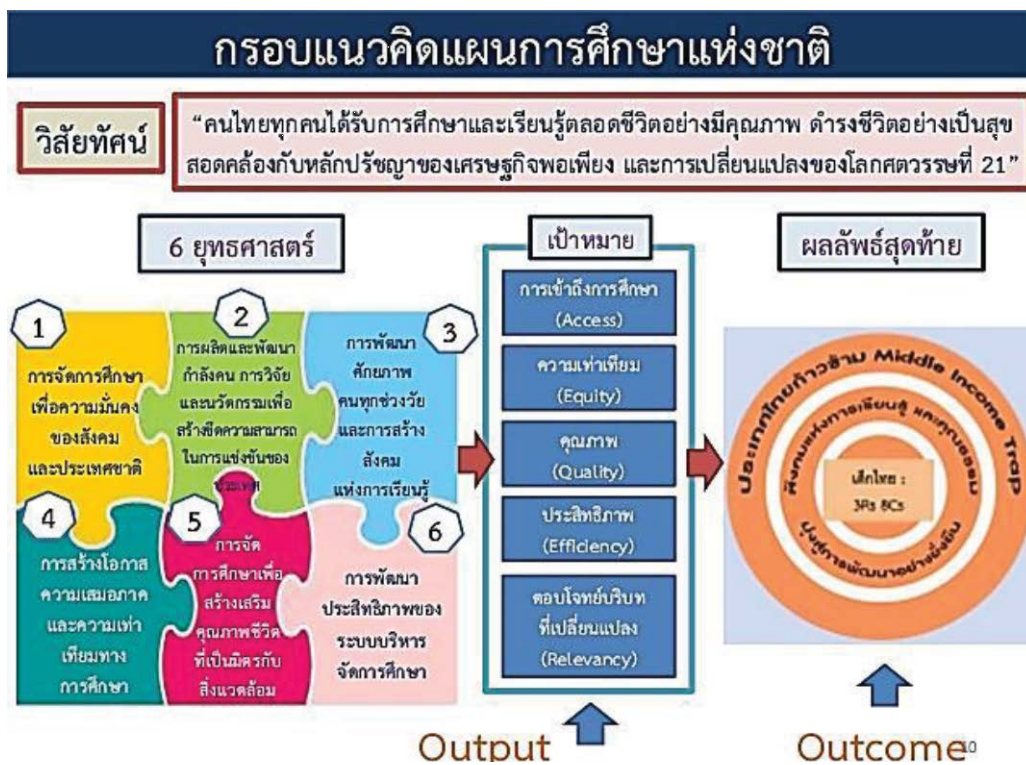 กรอบแนวคิดแผนการศึกษาแห่งชาติ
วิสัยทัศน์
“คนไทยทุกคนได้รับการศึกษาและเรียนรู้ตลอดชีวิตอย่างมีคุณภาพ ดำรงชีวิตอย่างเป็นสุข
สอดคล้องกับหลักปรัชญาของเศรษฐกิจพอเพียง และการเปลี่ยนแปลงของโลกศตวรรษที่ 21”
6 ยุทธศาสตร์
1
การจัดการศึกษา
เพื่อความมั่นคง
ของสังคม
และประเทศชาติ
2
การผลิตและพัฒนา
กำลังคน การวิจัย
และนวัตกรรมเพื่อ
สร้างขีดความสามารถ
ในการแข่งขันของ
ประเทศ
3
การพัฒนา
ศักยภาพ
คนทุกช่วงวัย
และการสร้าง
สังคม
แห่งการเรียนรู้
4
การสร้างโอกาส
ความเสมอภาค
และความเท่า
เทียมทาง
การศึกษา
5
การจัด
การศึกษาเพื่อ
สร้างเสริม
คุณภาพชีวิต
ที่เป็นมิตรกับ
สิ่งแวดล้อม
6
การพัฒนา
ประสิทธิภาพของ
ระบบบริหาร
จัดการศึกษา
เป้าหมาย
การเข้าถึงการศึกษา
(Access)
ความเท่าเทียม
(Equity)
คุณภาพ
(Quality)
ประสิทธิภาพ
(Efficiency)
ตอบโจทย์บริบท
ที่เปลี่ยนแปลง
(Relevancy)
Output
ผลลัพธ์สุดท้าย
ประเทศไทยก้าวข้าม Middle Income Trap
สังคมแห่งการเรียนรู้ และคุณธรรม
เด็กไทย :
3Rs 8Cs
มุ่งสู่การพัฒนาอย่างยั่งยืน
Outcome
10